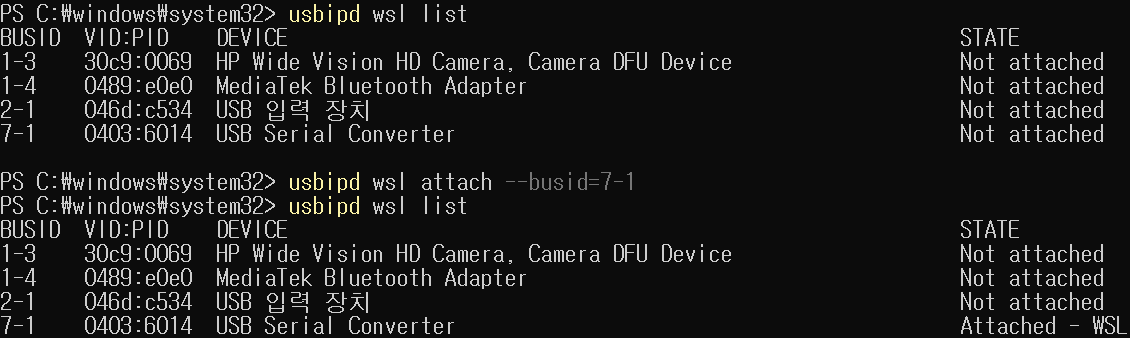 PS C:₩windows₩system32> usbipd wsl list
BUSID  VID:PID    DEVICE                                                        STATE
1-3    30c9:0069  HP Wide Vision HD Camera, Camera DFU Device                   Not attached
1-4    0489:e0e0  MediaTek Bluetooth Adapter                                    Not attached
2-1    046d:c534  USB 입력 장치                                                 Not attached
7-1    0403:6014  USB Serial Converter                                          Not attached
PS C:₩windows₩system32> usbipd wsl attach --busid=7-1
PS C:₩windows₩system32> usbipd wsl list
BUSID  VID:PID    DEVICE                                                        STATE
1-3    30c9:0069  HP Wide Vision HD Camera, Camera DFU Device                   Not attached
1-4    0489:e0e0  MediaTek Bluetooth Adapter                                    Not attached
2-1    046d:c534  USB 입력 장치                                                 Not attached
7-1    0403:6014  USB Serial Converter                                          Attached - WSL